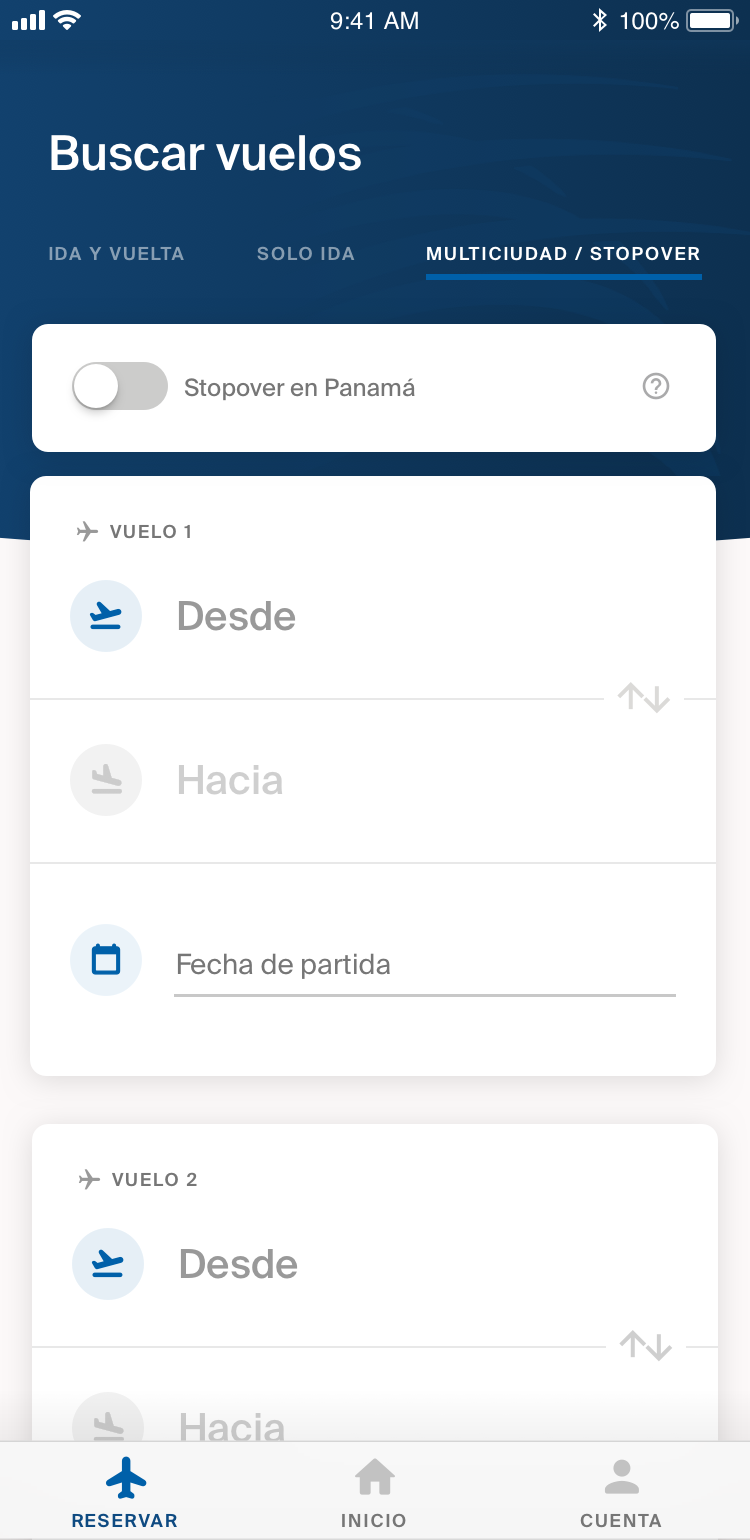 9:41 AM 100%
Buscar vuelos
IDA Y VUELTA SOLO IDA MULTICIUDAD / STOPOVER
Stopover en Panamá ?
VUELO 1
Desde
Hacia
Fecha de partida
VUELO 2
Desde
Hacia
RESERVAR INICIO CUENTA